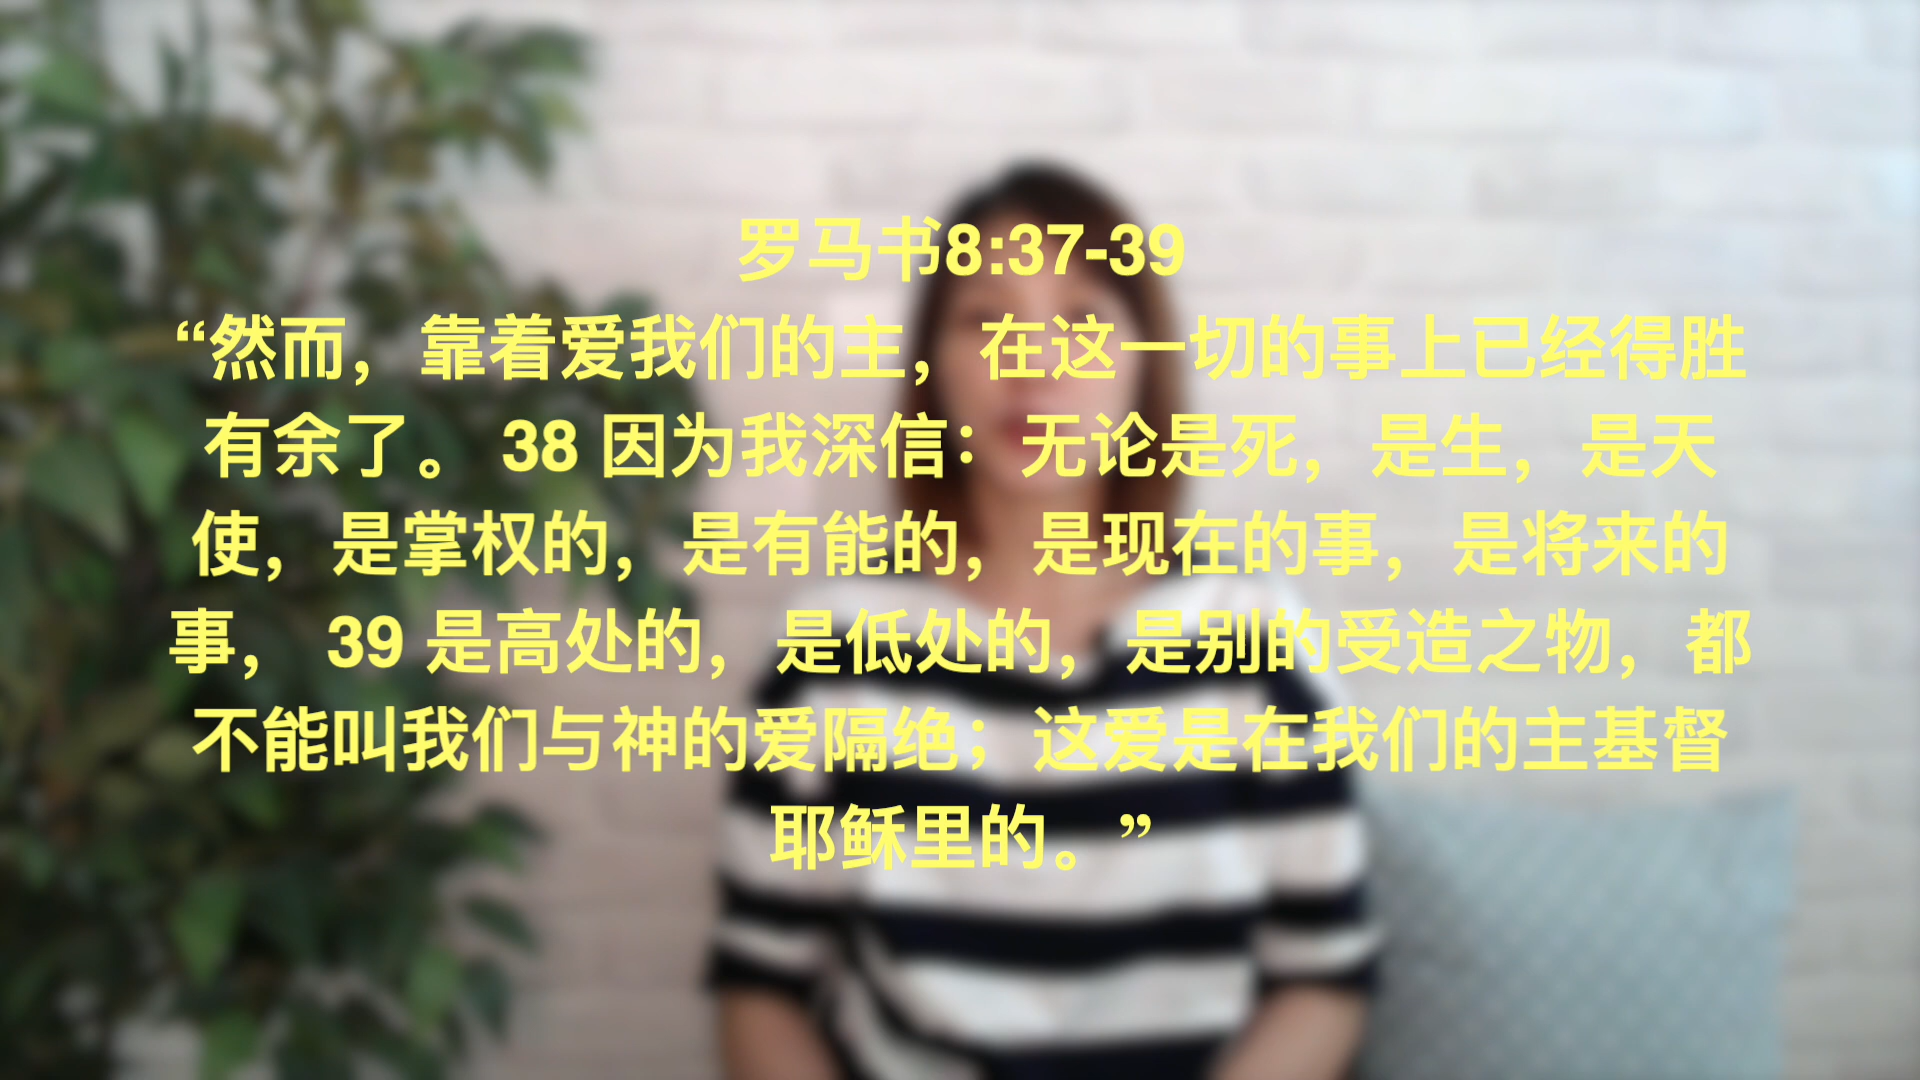 罗马书8:37-39
“然而，靠着爱我们的主，在这一切的事上已经得胜
有余了。 38 因为我深信：无论是死，是生，是天
使，是掌权的，是有能的，是现在的事，是将来的
事， 39 是高处的，是低处的，是别的受造之物，都
不能叫我们与神的爱隔绝；这爱是在我们的主基督
耶稣里的。”